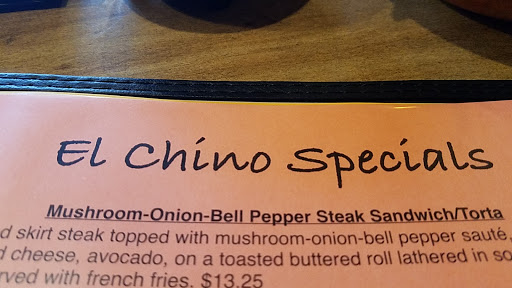 El Chino Specials
Mushroom-Onion-Bell Pepper Steak Sandwich/Torta
skirt steak topped with mushroom-onion-bell pepper sauté,
cheese, avocado, on a toasted buttered roll lathered in
with french fries. $13.25